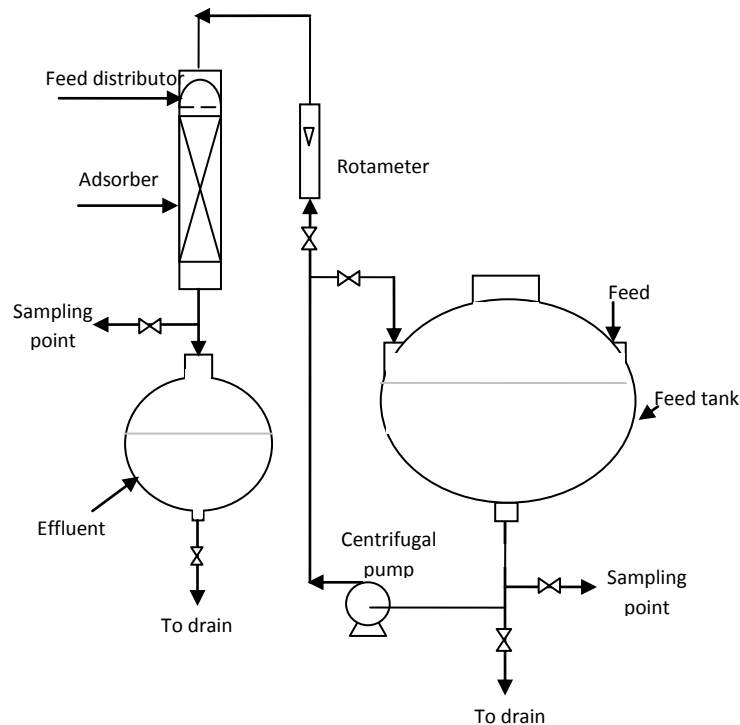 Feed distributor
Rotameter
Adsorber
Sampling
point
Feed
Feed tank
Effluent
Centrifugal
pump
Sampling
point
To drain
To drain